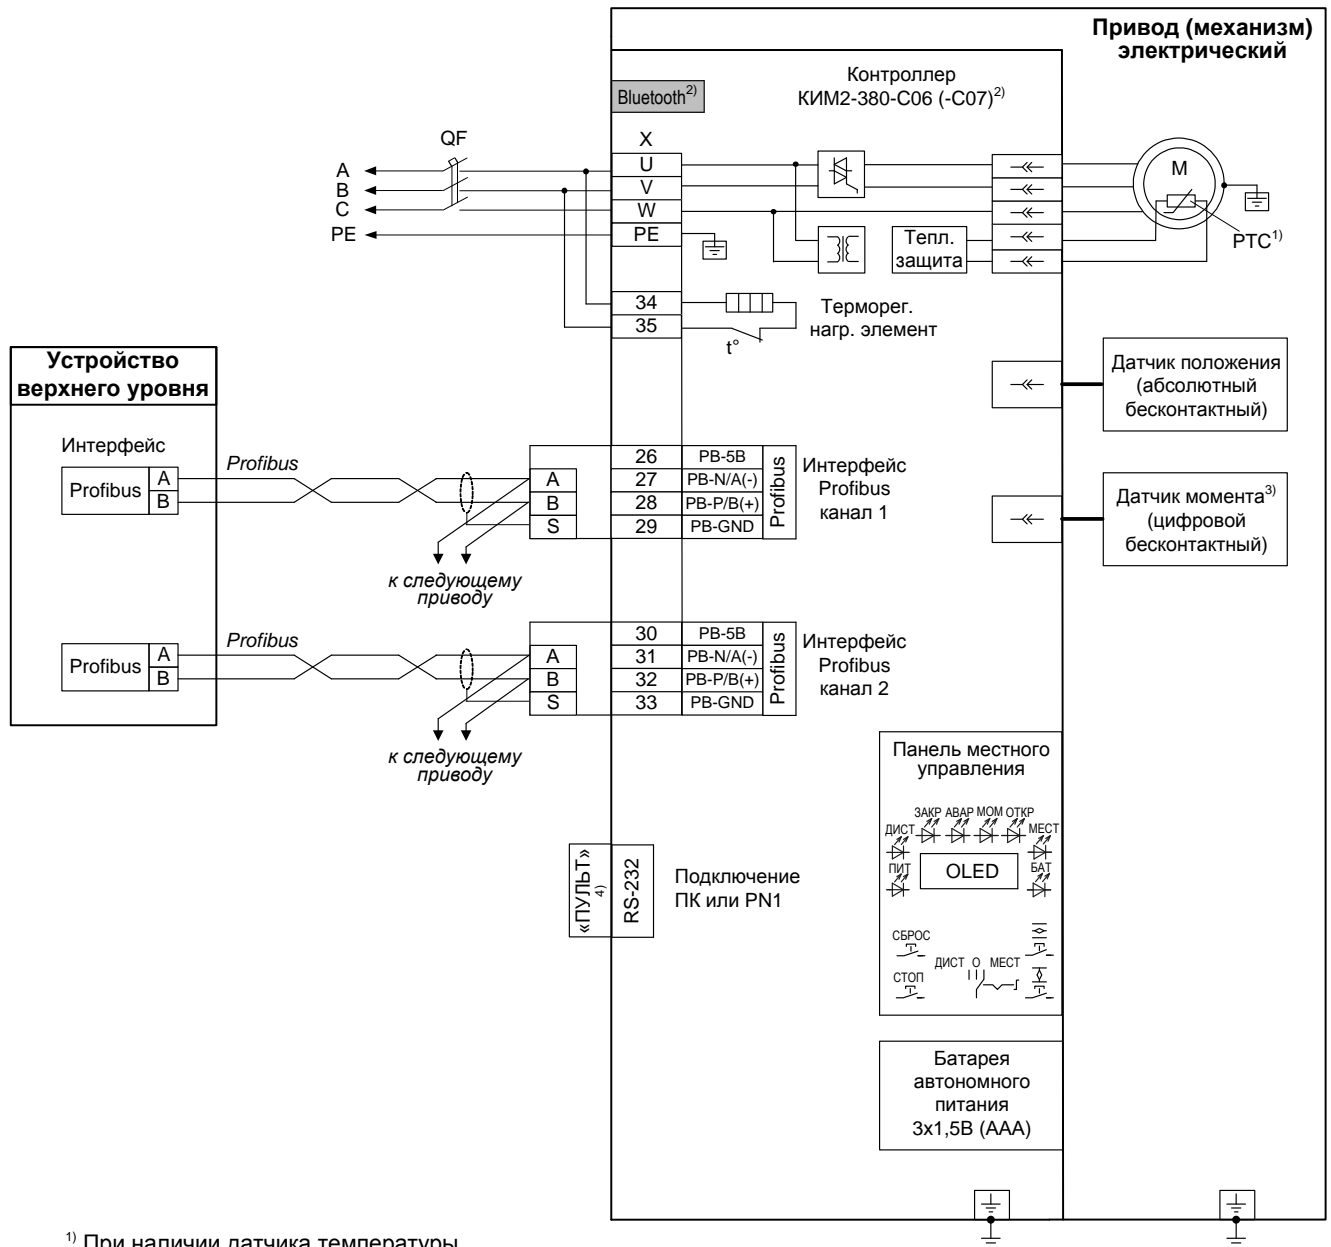 Привод (механизм)
электрический
Контроллер
КИМ2-380-С06 (-С07)2)
Bluetooth2)
QF
X
A
B
C
PE
U
V
W
PE
M
PTC1)
Тепл.
защита
34
35
t°
Терморег.
нагр. элемент
Устройство
верхнего уровня
Интерфейс
Profibus
A
B
Profibus
A
B
S
26 PB-5В
27 PB-N/A(-)
28 PB-P/B(+)
29 PB-GND
Profibus
Интерфейс
Profibus
канал 1
к следующему
приводу
Датчик положения
(абсолютный
бесконтактный)
Датчик момента3)
(цифровой
бесконтактный)
Profibus
A
B
Profibus
A
B
S
30 PB-5В
31 PB-N/A(-)
32 PB-P/B(+)
33 PB-GND
Profibus
Интерфейс
Profibus
канал 2
к следующему
приводу
Панель местного
управления
ЗАКР АВАР МОМ ОТКР
ДИСТ МЕСТ
ПИТ OLED БАТ
СБРОС
ДИСТ О МЕСТ
СТОП
«ПУЛЬТ»
4)
RS-232
Подключение
ПК или PN1
Батарея
автономного
питания
3x1,5В (ААА)
1) При наличии датчика температуры